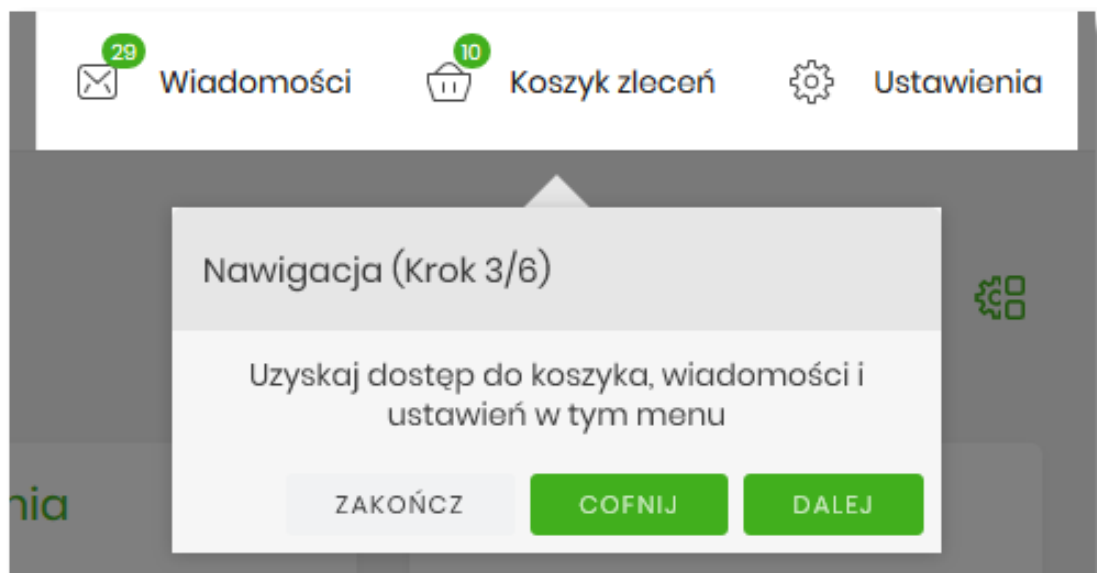 29 Wiadomości 10 Koszyk zleceń Ustawienia
Nawigacja (Krok 3/6)
Uzyskaj dostęp do koszyka, wiadomości i
ustawień w tym menu
nia
ZAKOŃCZ COFNIJ DALEJ